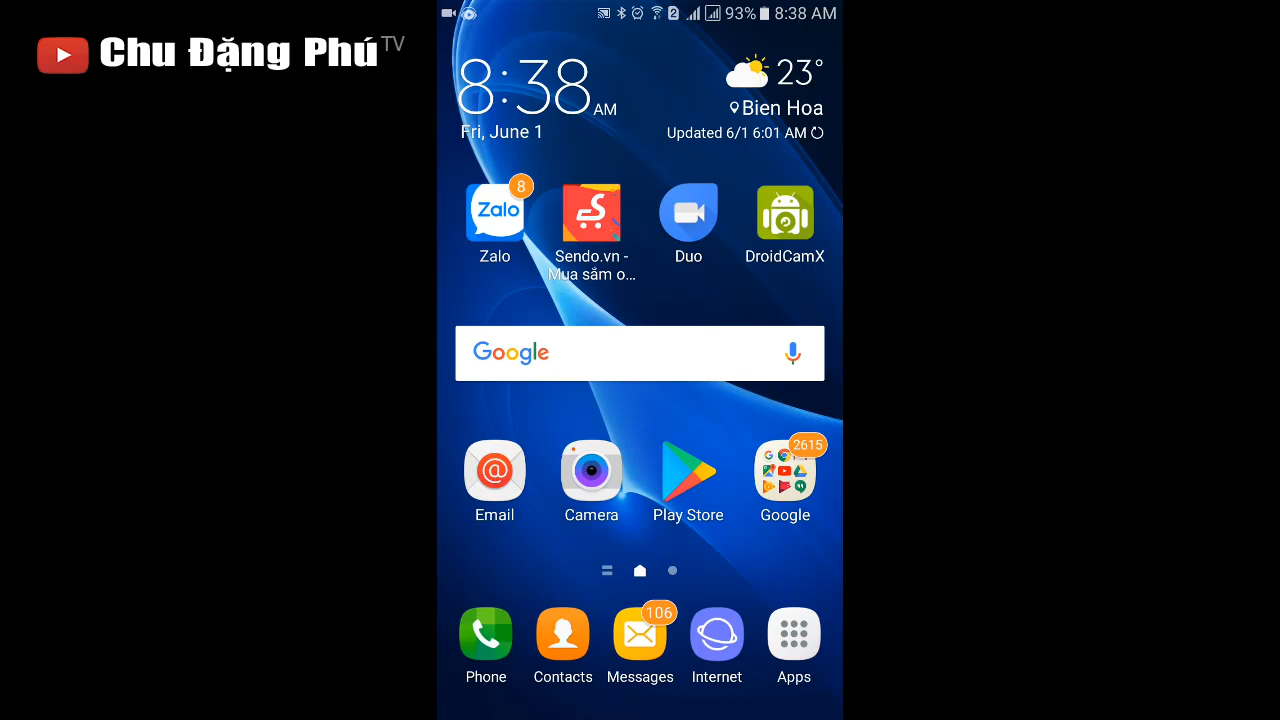 Chu Đặng Phú TV
2 93% 8:38 AM
8:38 AM
Fri, June 1
23°
Bien Hoa
Updated 6/1 6:01 AM
8
Zalo
Zalo
Sendo.vn -
Mua sắm o...
Duo
DroidCamX
Google
2615
Email
Camera
Play Store
Google
106
Phone
Contacts
Messages
Internet
Apps